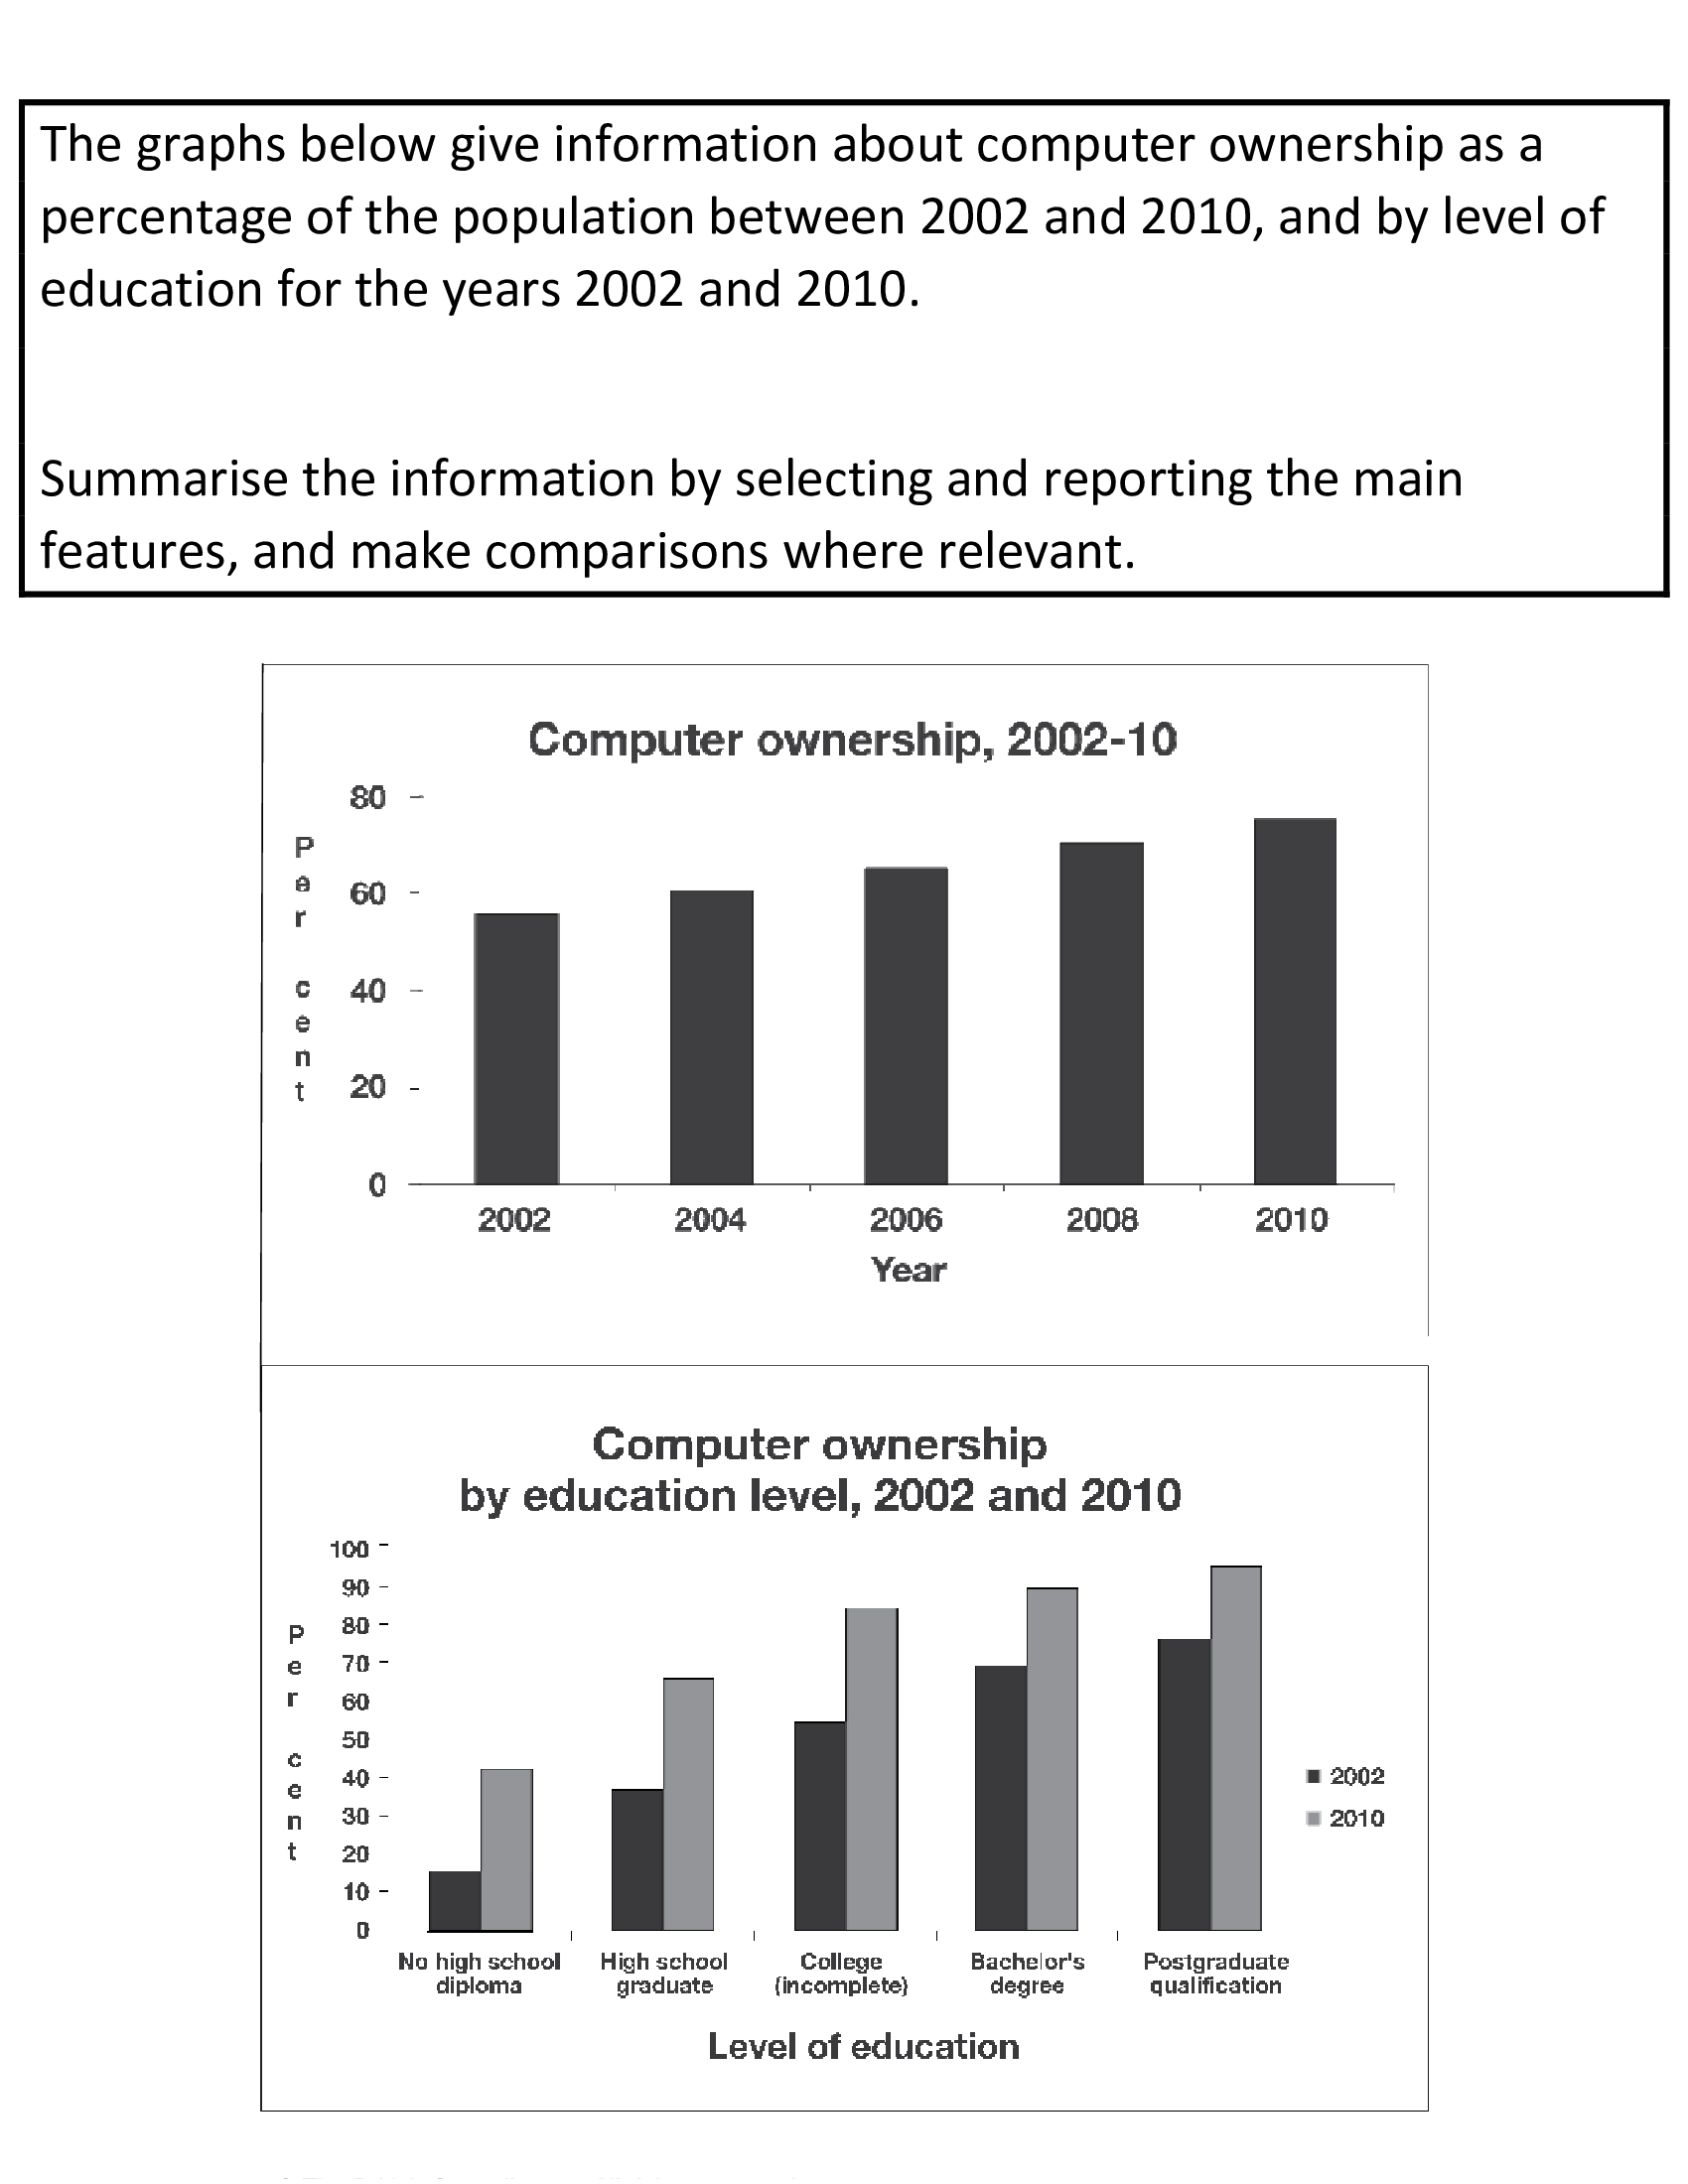 The graphs below give information about computer ownership as a
percentage of the population between 2002 and 2010, and by level of
education for the years 2002 and 2010.
Summarise the information by selecting and reporting the main
features, and make comparisons where relevant.
Computer ownership, 2002-10
Per cent
80
60
40
20
0
2002 2004 2006 2008 2010
Year
Computer ownership
by education level, 2002 and 2010
Per cent
100
90
80
70
60
50
40
30
20
10
0
2002
2010
No high school diploma
High school graduate
College (incomplete)
Bachelor's degree
Postgraduate qualification
Level of education